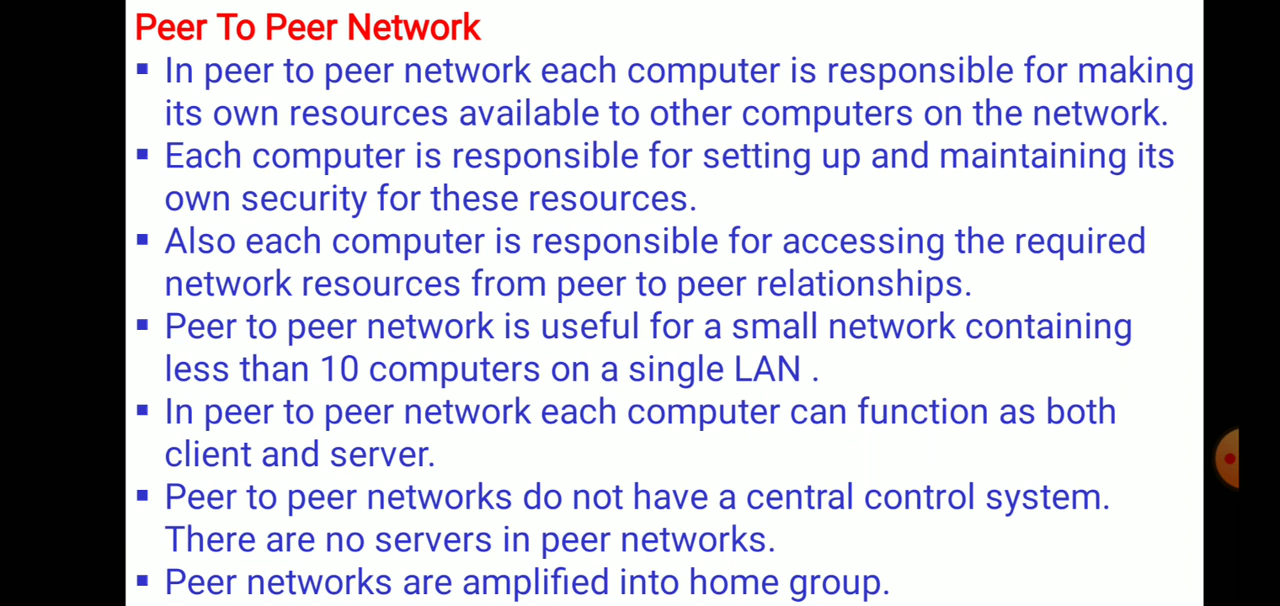 Peer To Peer Network
▪ In peer to peer network each computer is responsible for making
its own resources available to other computers on the network.
▪ Each computer is responsible for setting up and maintaining its
own security for these resources.
▪ Also each computer is responsible for accessing the required
network resources from peer to peer relationships.
▪ Peer to peer network is useful for a small network containing
less than 10 computers on a single LAN .
▪ In peer to peer network each computer can function as both
client and server.
▪ Peer to peer networks do not have a central control system.
There are no servers in peer networks.
▪ Peer networks are amplified into home group.